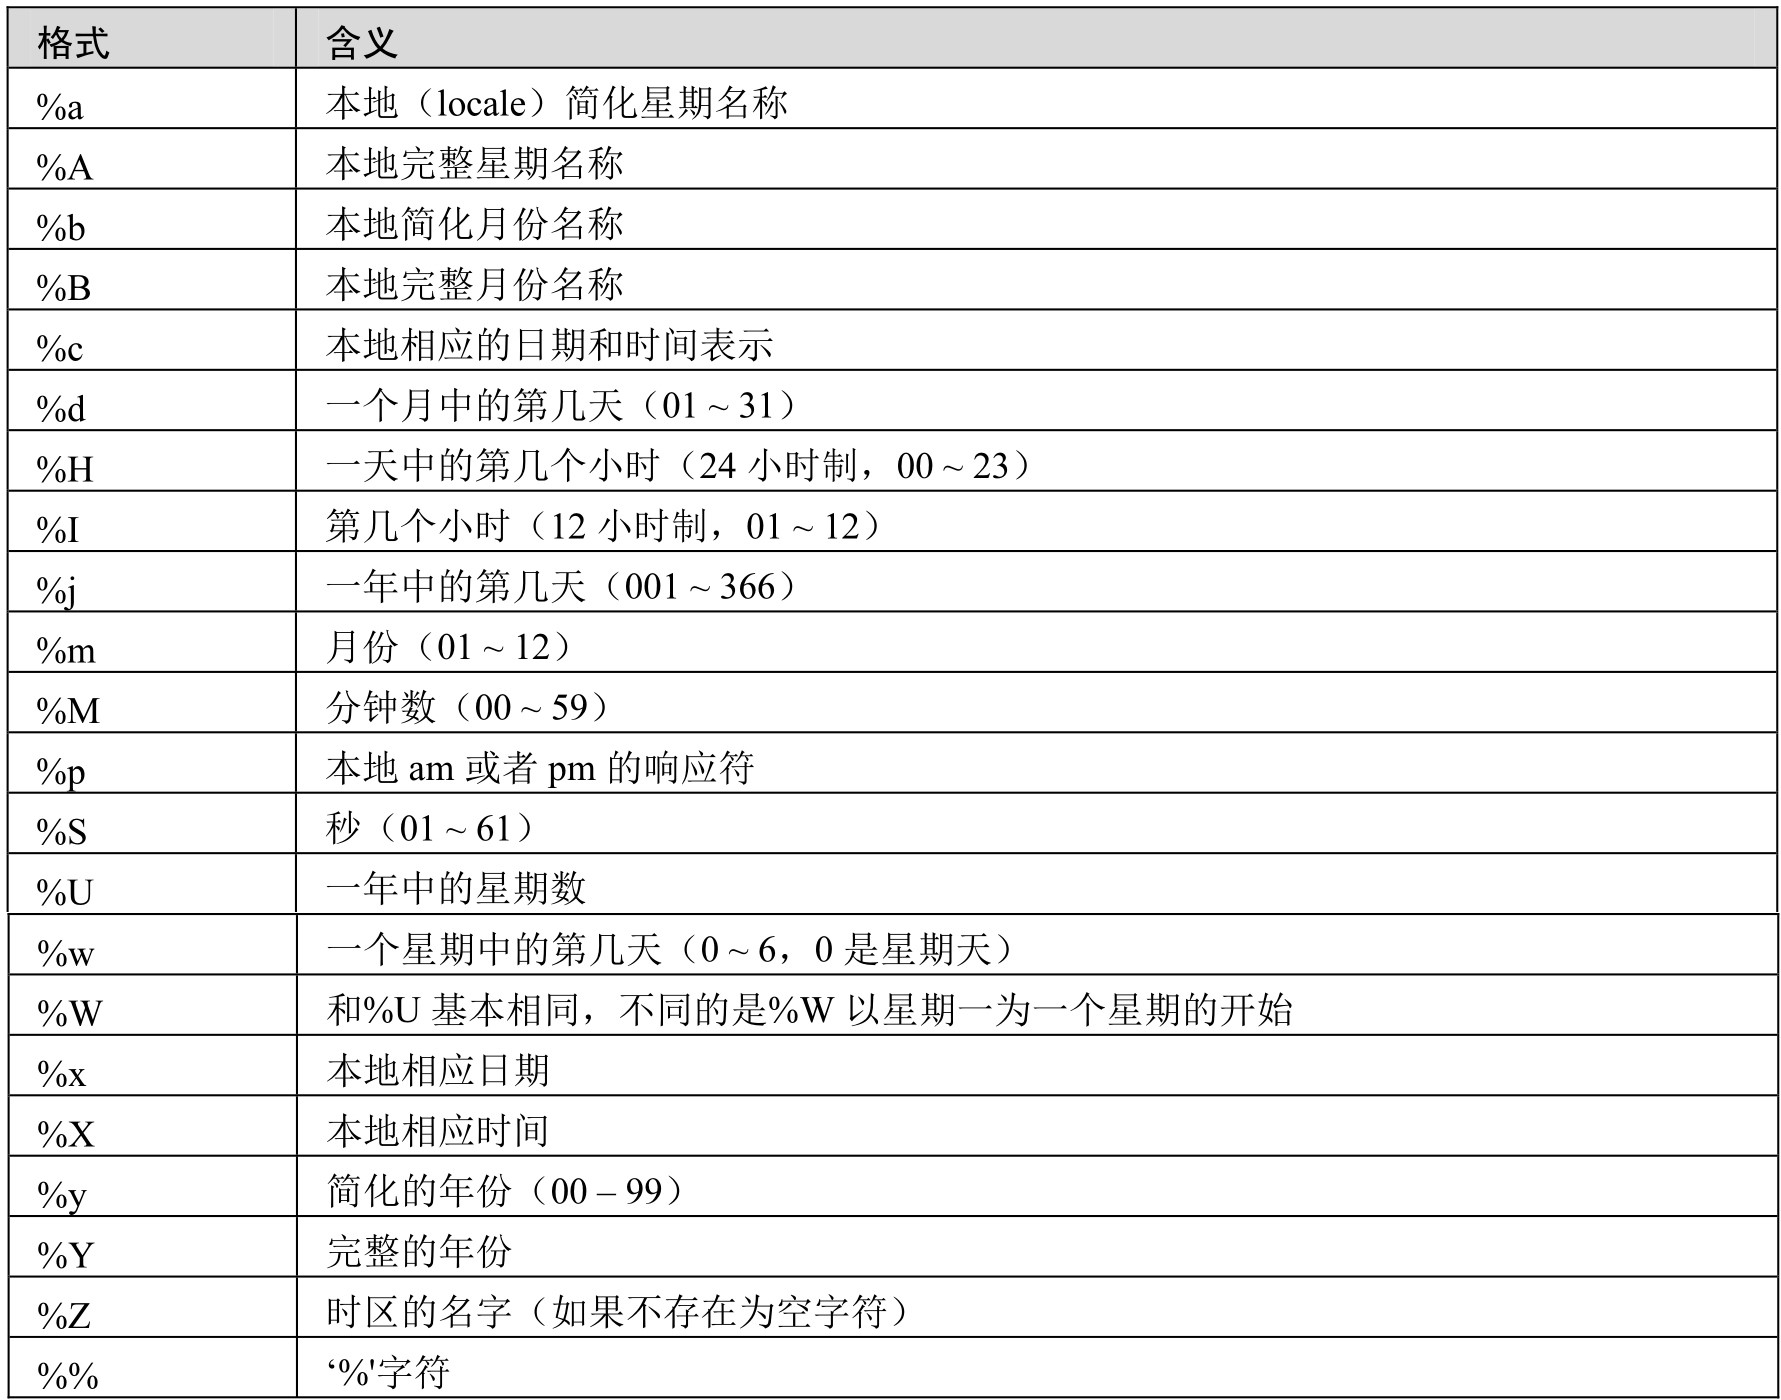 格式 含义
%a 本地（locale）简化星期名称
%A 本地完整星期名称
%b 本地简化月份名称
%B 本地完整月份名称
%c 本地相应的日期和时间表示
%d 一个月中的第几天（01 ~ 31）
%H 一天中的第几个小时（24 小时制，00 ~ 23）
%I 第几个小时（12 小时制，01 ~ 12）
%j 一年中的第几天（001 ~ 366）
%m 月份（01 ~ 12）
%M 分钟数（00 ~ 59）
%p 本地 am 或者 pm 的响应符
%S 秒（01 ~ 61）
%U 一年中的星期数
%w 一个星期中的第几天（0 ~ 6，0 是星期天）
%W 和%U 基本相同，不同的是%W 以星期一为一个星期的开始
%x 本地相应日期
%X 本地相应时间
%y 简化的年份（00 – 99）
%Y 完整的年份
%Z 时区的名字（如果不存在为空字符）
%% ‘%'字符